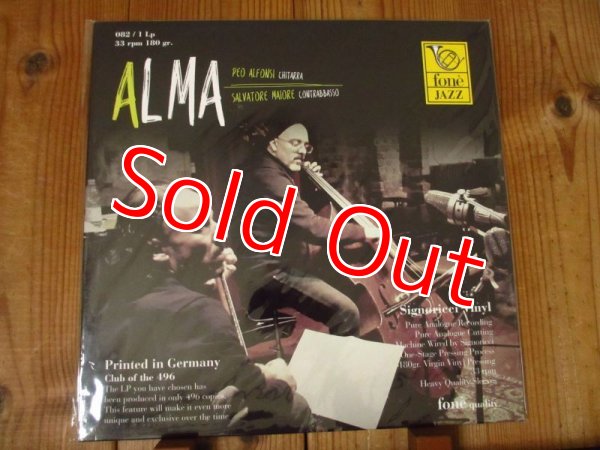 082 / 1 Lp
33 rpm 180 gr.
ALMA
PEO ALFONSI CHITARRA
SALVATORE MAIORE CONTRABBASSO
fonè
JAZZ
Sold Out
Signoricci Vinyl
Pure Analogue Recording
Pure Analogue Cutting
Machine Wired by Signoricci
One-Stage Pressing Process
180gr. Virgin Vinyl Pressing
33 rpm
Heavy Quality Sleeve
fonè quality
Printed in Germany
Club of the 496
The LP you have chosen has
been produced in only 496 copies.
This feature will make it even more
unique and exclusive over the time